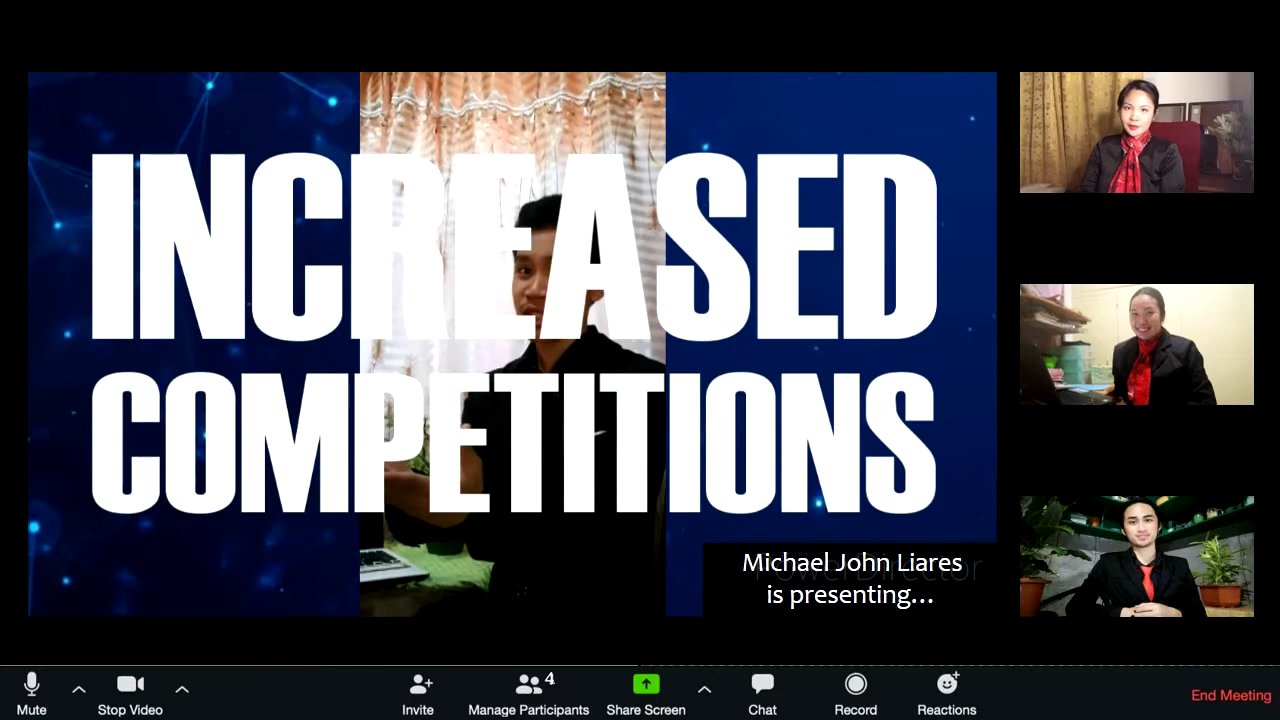 INCREASED
COMPETITIONS
PowerDirector
Michael John Liares
is presenting...
4
Mute
Stop Video
Invite
Manage Participants
Share Screen
Chat
Record
Reactions
End Meeting